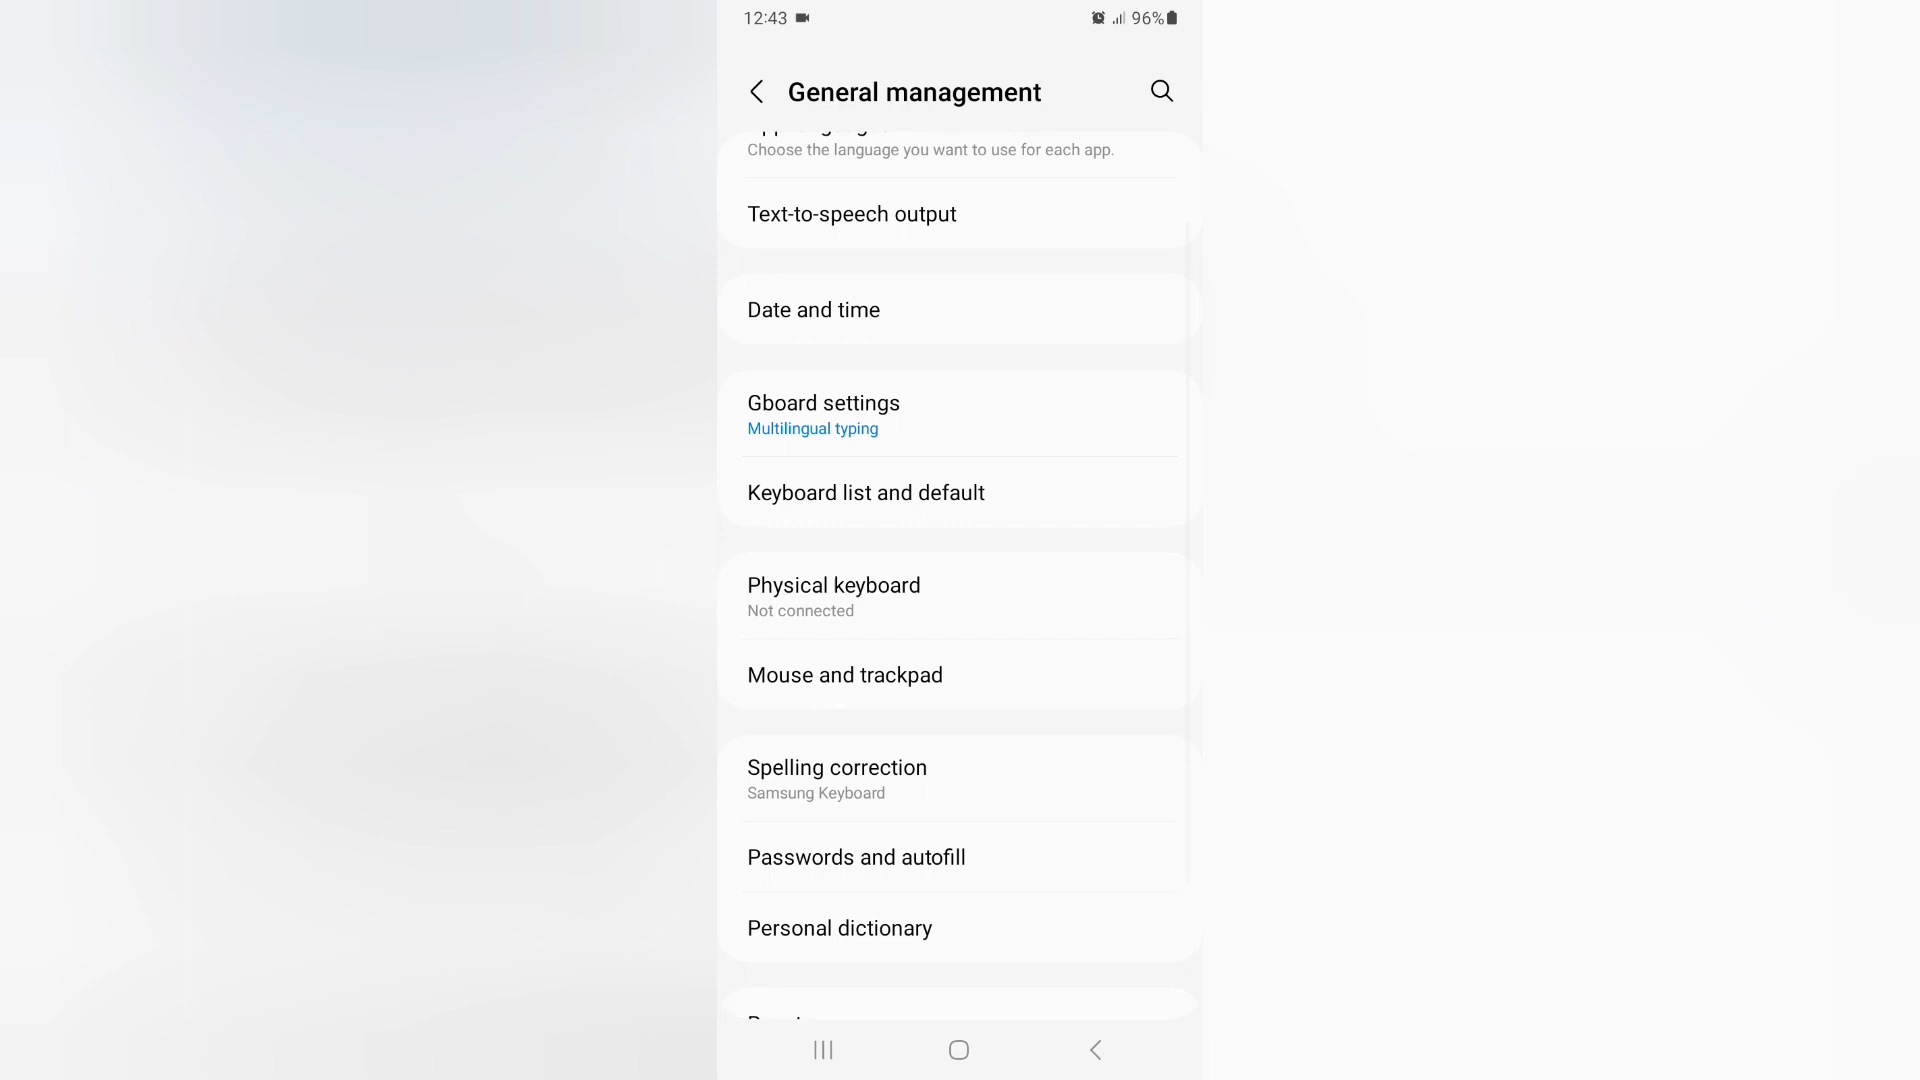 12:43
96%
General management
Choose the language you want to use for each app.
Text-to-speech output
Date and time
Gboard settings
Multilingual typing
Keyboard list and default
Physical keyboard
Not connected
Mouse and trackpad
Spelling correction
Samsung Keyboard
Passwords and autofill
Personal dictionary